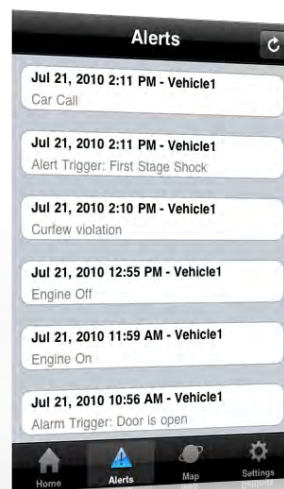 Alerts
Jul 21, 2010 2:11 PM - Vehicle1
Car Call
Jul 21, 2010 2:11 PM - Vehicle1
Alert Trigger: First Stage Shock
Jul 21, 2010 2:10 PM - Vehicle1
Curfew violation
Jul 21, 2010 12:55 PM - Vehicle1
Engine Off
Jul 21, 2010 11:59 AM - Vehicle1
Engine On
Jul 21, 2010 10:56 AM - Vehicle1
Alarm Trigger: Door is open
Home Alerts Map Settings